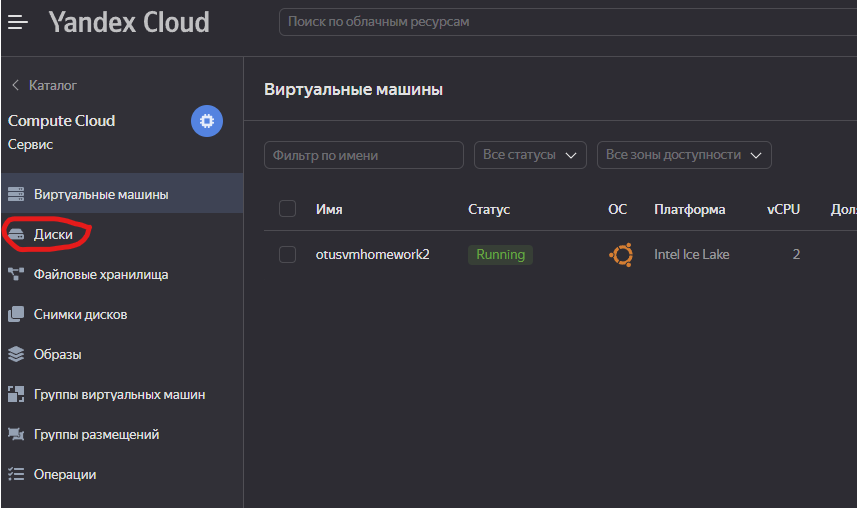 Yandex Cloud
Поиск по облачным ресурсам
Каталог
Compute Cloud
Сервис
Виртуальные машины
Диски
Файловые хранилища
Снимки дисков
Образы
Группы виртуальных машин
Группы размещений
Операции
Виртуальные машины
Фильтр по имени
Все статусы
Все зоны доступности
Имя Статус ОС Платформа vCPU Доля
otusvmhomework2 Running Intel Ice Lake 2